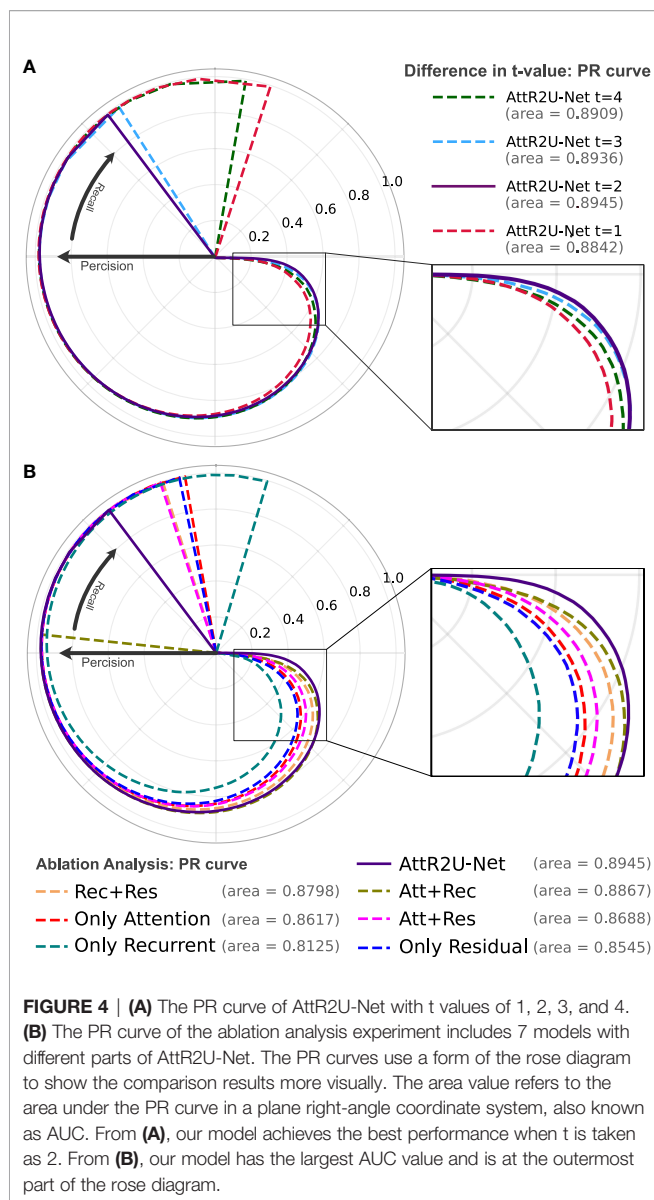 A
Difference in t-value: PR curve
AttR2U-Net t=4
(area = 0.8909)
AttR2U-Net t=3
(area = 0.8936)
AttR2U-Net t=2
(area = 0.8945)
AttR2U-Net t=1
(area = 0.8842)
1.0
0.8
0.6
0.4
0.2
Recall
Percision
B
1.0
0.8
0.6
0.4
0.2
Recall
Percision
Ablation Analysis: PR curve
Rec+Res (area = 0.8798)
Only Attention (area = 0.8617)
Only Recurrent (area = 0.8125)
AttR2U-Net (area = 0.8945)
Att+Rec (area = 0.8867)
Att+Res (area = 0.8688)
Only Residual (area = 0.8545)
FIGURE 4 | (A) The PR curve of AttR2U-Net with t values of 1, 2, 3, and 4.
(B) The PR curve of the ablation analysis experiment includes 7 models with
different parts of AttR2U-Net. The PR curves use a form of the rose diagram
to show the comparison results more visually. The area value refers to the
area under the PR curve in a plane right-angle coordinate system, also known
as AUC. From (A), our model achieves the best performance when t is taken
as 2. From (B), our model has the largest AUC value and is at the outermost
part of the rose diagram.